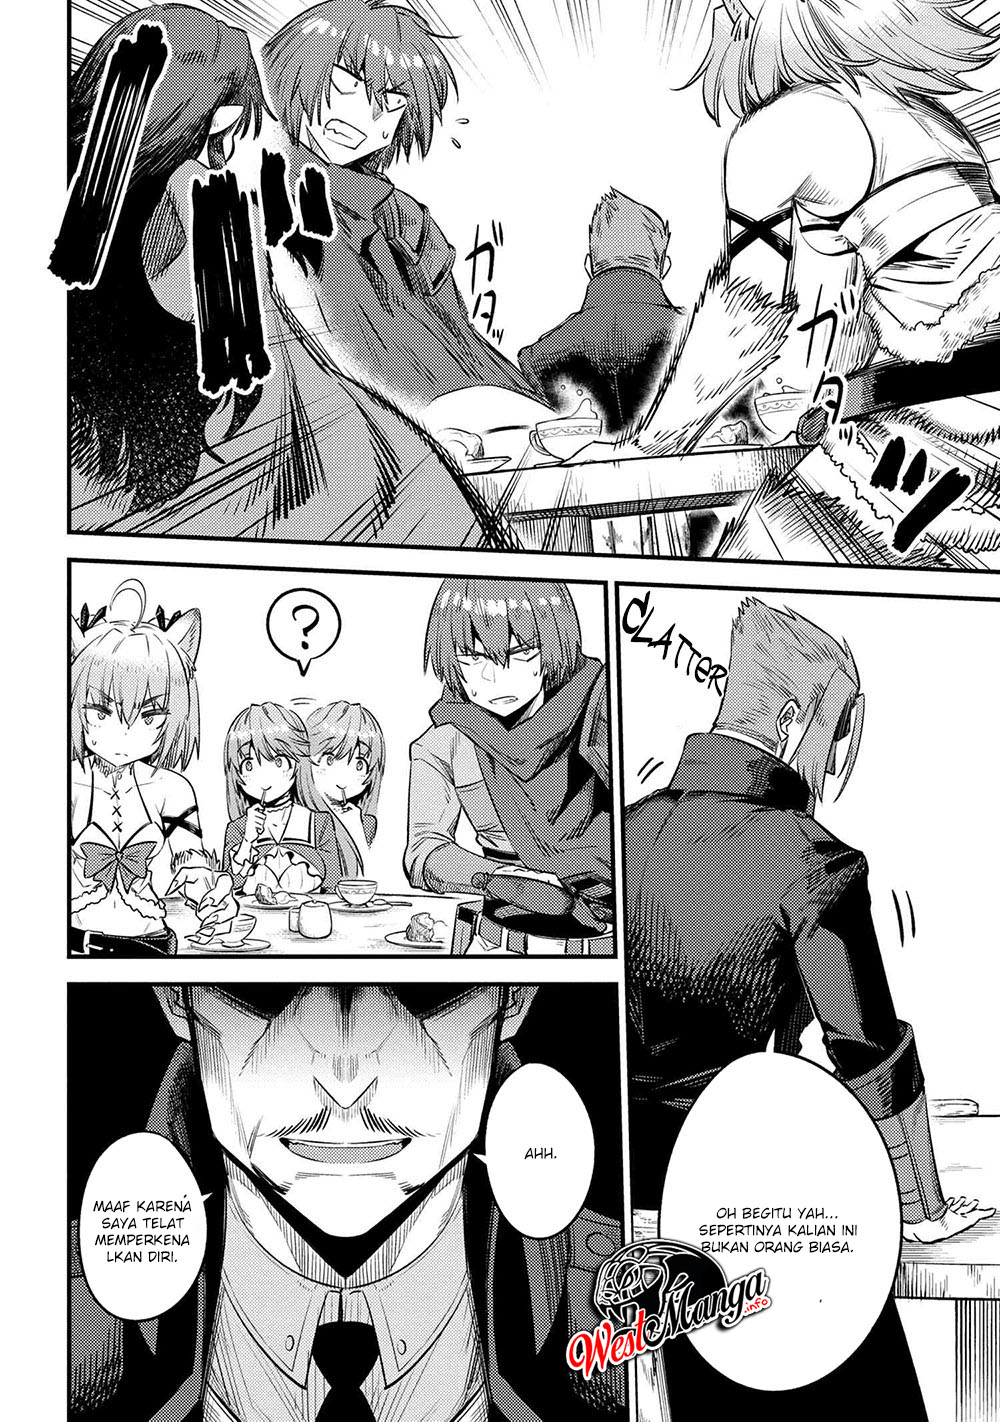 ガタッ
ガタッ
?
CLATTER
OH BEGITU YAH...
SEPERTINYA KALIAN INI
BUKAN ORANG BIASA.
AHH.
MAAF KARENA
SAYA TELAT
MEMPERKENA
LKAN DIRI.
WestManga
.info